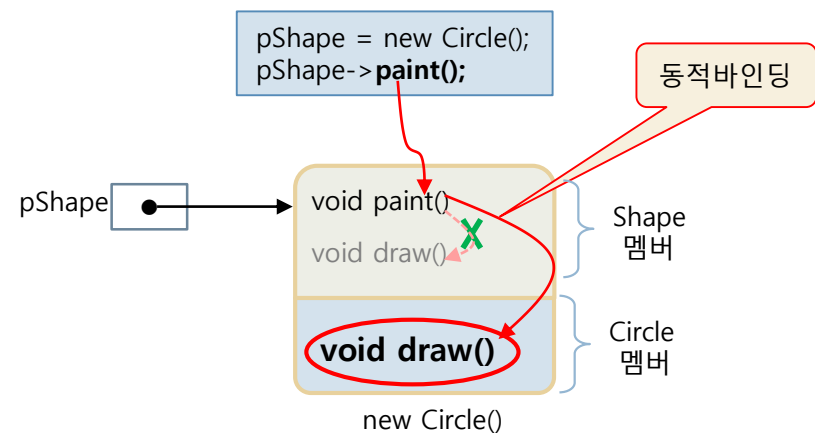 pShape = new Circle();
pShape->paint();
동적바인딩
pShape
void paint()
X
void draw()
Shape
멤버
void draw()
Circle
멤버
new Circle()